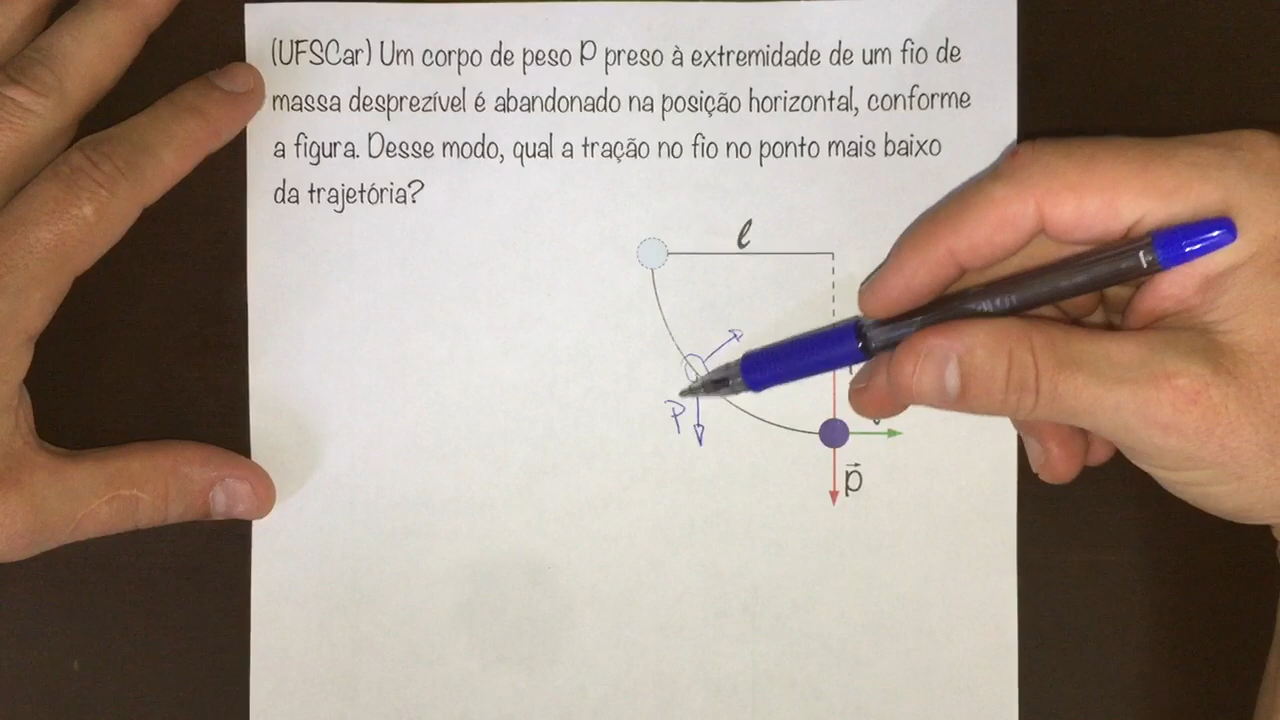 (UFSCar) Um corpo de peso P preso à extremidade de um fio de
massa desprezível é abandonado na posição horizontal, conforme
a figura. Desse modo, qual a tração no fio no ponto mais baixo
da trajetória?
ℓ
P
p